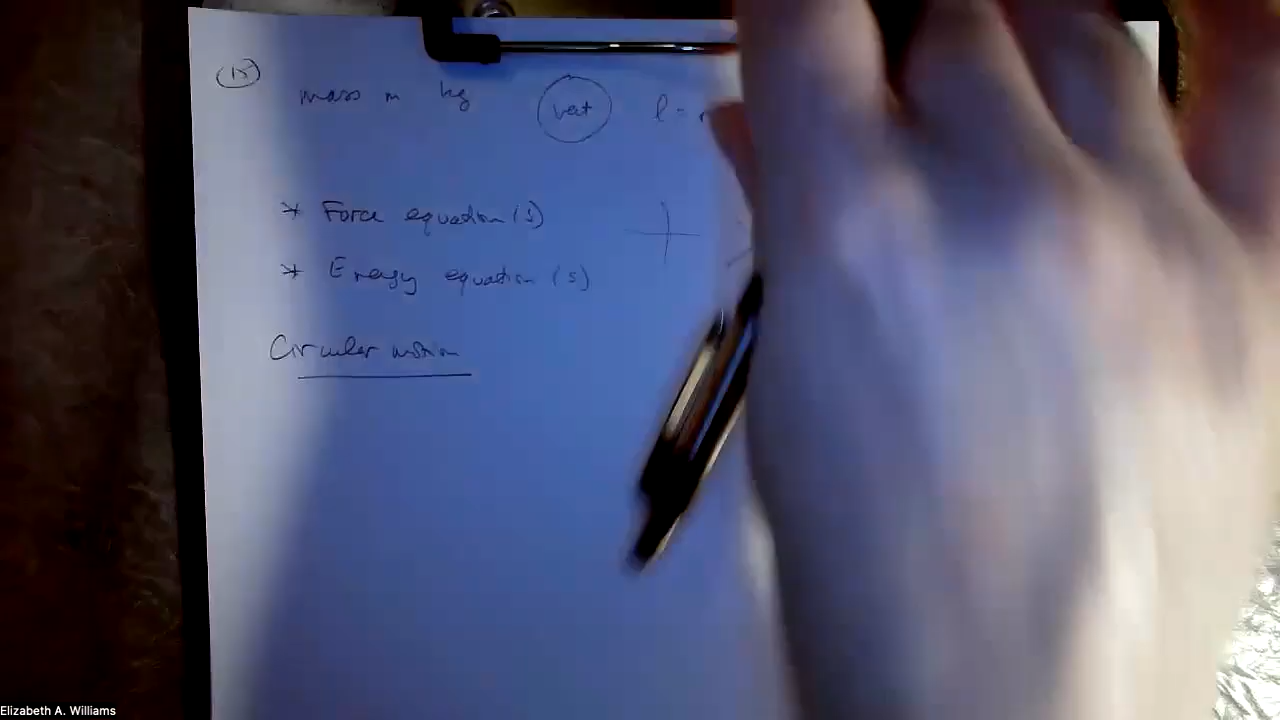 (15)
mass m kg vert l =
* Force equation(s)
* Energy equation (s)
Circular motion
Elizabeth A. Williams